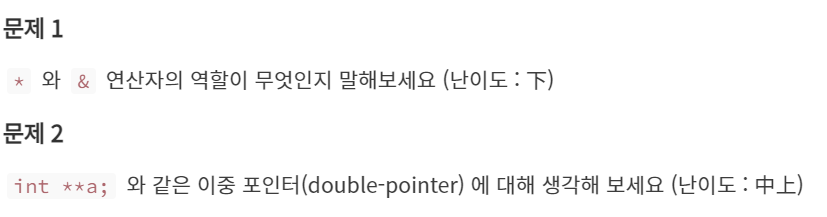 문제 1
* 와 & 연산자의 역할이 무엇인지 말해보세요 (난이도 : 下)
문제 2
int **a; 와 같은 이중 포인터(double-pointer) 에 대해 생각해 보세요 (난이도 : 中上)